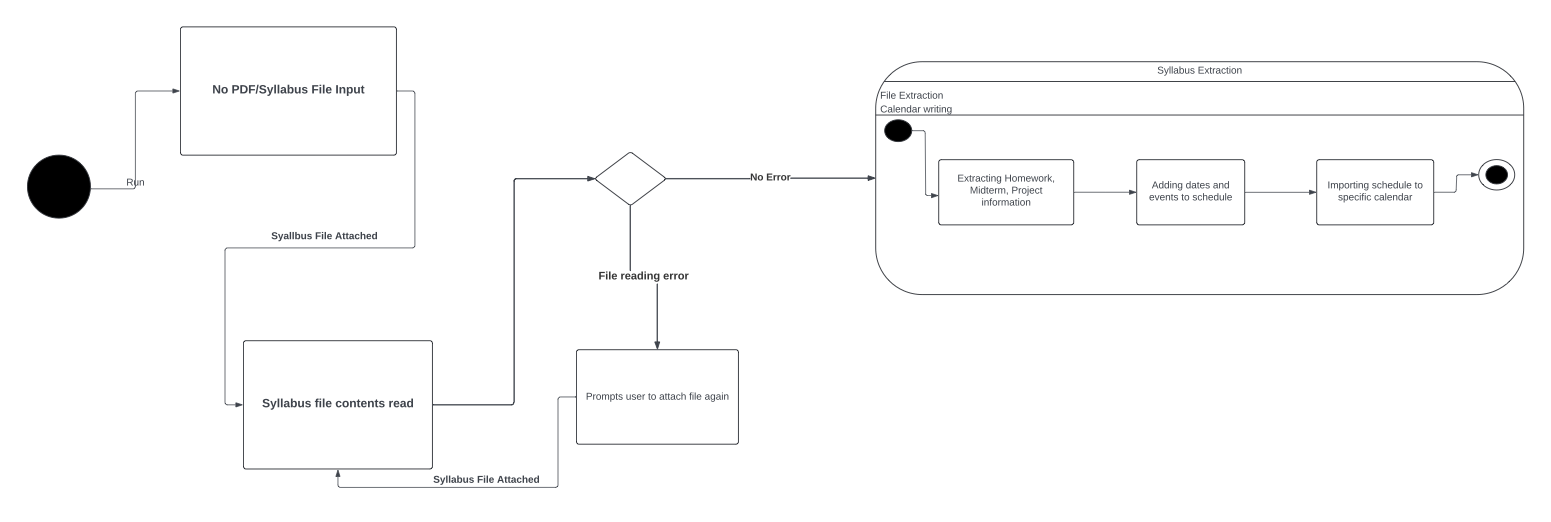 No PDF/Syllabus File Input
Run
Syallbus File Attached
Syllabus file contents read
No Error
File reading error
Prompts user to attach file again
Syllabus File Attached
Syllabus Extraction
File Extraction
Calendar writing
Extracting Homework,
Midterm, Project
information
Adding dates and
events to schedule
Importing schedule to
specific calendar